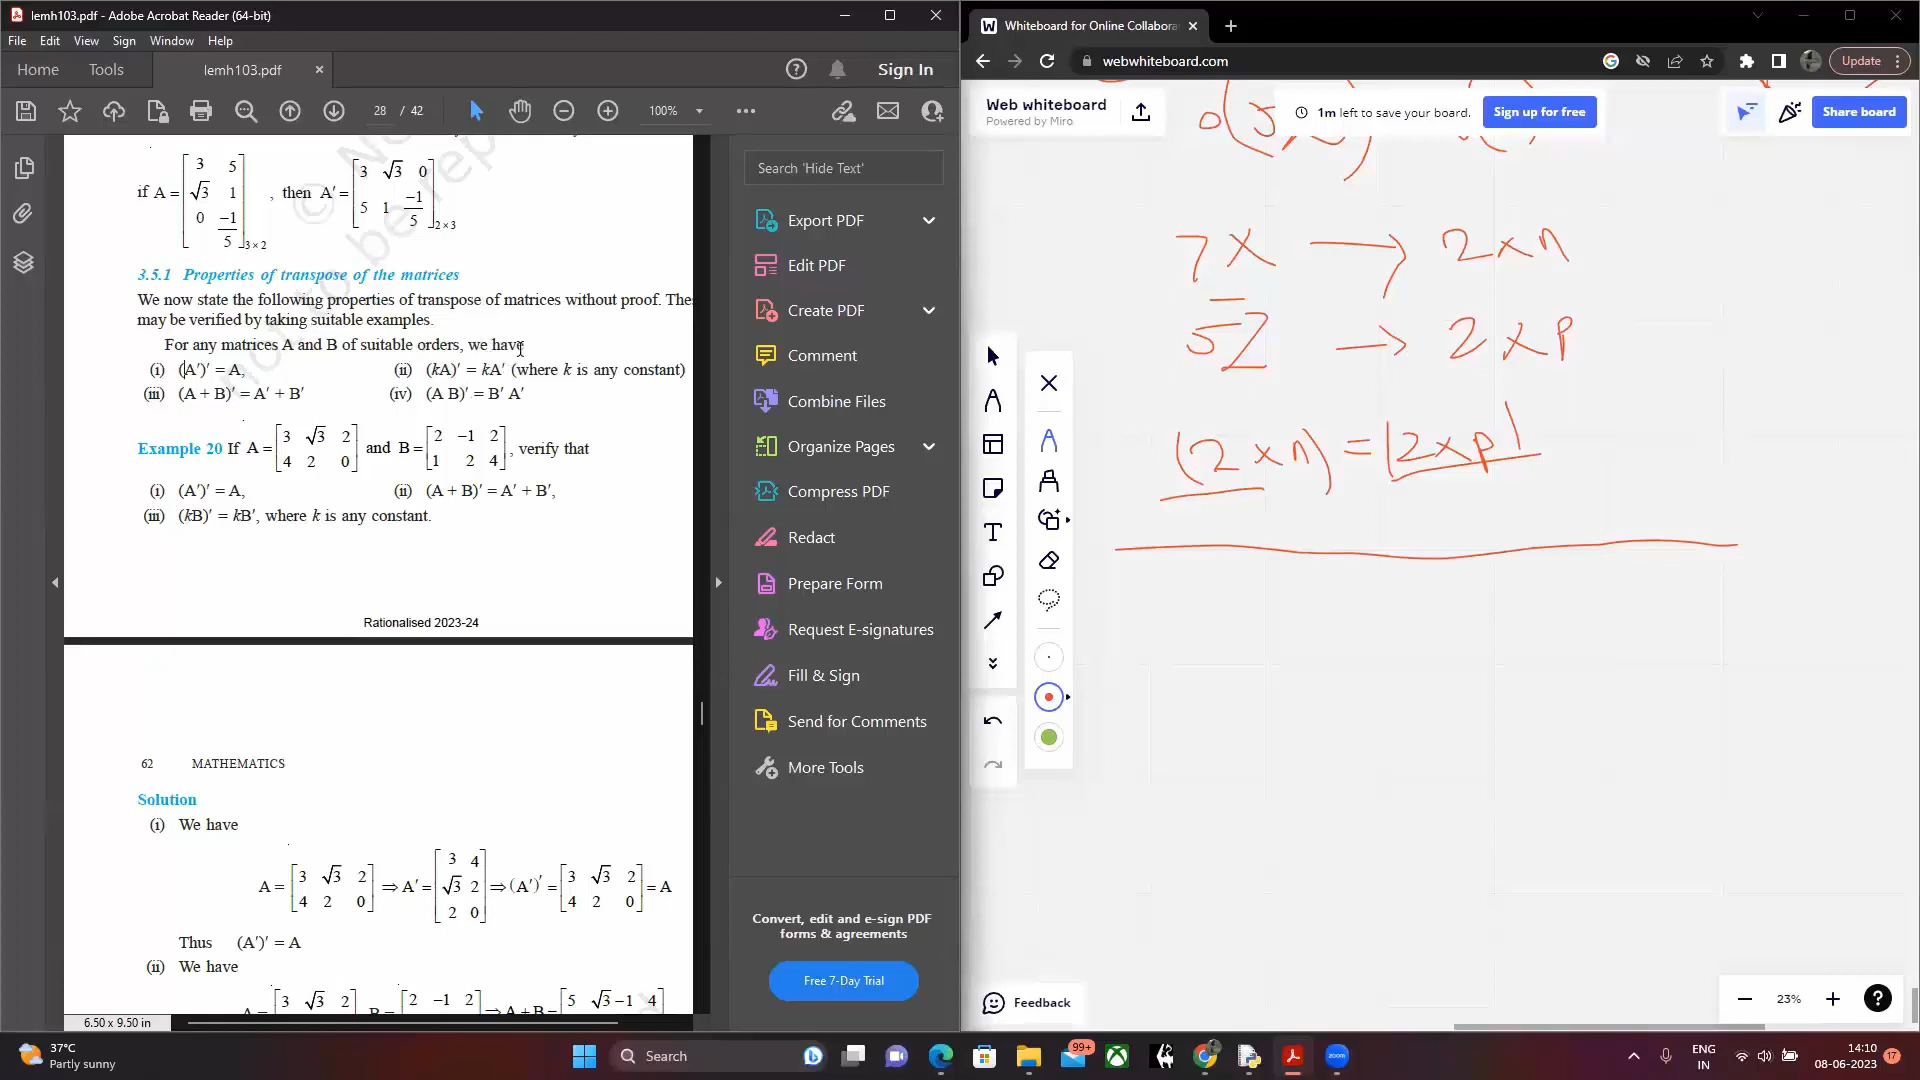 lemh103.pdf - Adobe Acrobat Reader (64-bit)
File Edit View Sign Window Help
Home Tools lemh103.pdf × Sign In
28 / 42 100%
if A = [3 5; √3 1; 0 −1/5] 3 × 2 , then A′ = [3 √3 0; 5 1 −1/5] 2 × 3
3.5.1 Properties of transpose of the matrices
We now state the following properties of transpose of matrices without proof.
may be verified by taking suitable examples.
For any matrices A and B of suitable orders, we have
(i) (A′)′ = A, (ii) (kA)′ = kA′ (where k is any constant)
(iii) (A + B)′ = A′ + B′ (iv) (A B)′ = B′ A′
Example 20 If A = [3 √3 2; 4 2 0] and B = [2 −1 2; 1 2 4], verify that
(i) (A′)′ = A, (ii) (A + B)′ = A′ + B′,
(iii) (kB)′ = kB′, where k is any constant.
Rationalised 2023-24
62 MATHEMATICS
Solution
(i) We have
A = [3 √3 2; 4 2 0] ⇒ A′ = [3 4; √3 2; 2 0] ⇒ (A′)′ = [3 √3 2; 4 2 0] = A
Thus (A′)′ = A
(ii) We have
6.50 x 9.50 in
Search 'Hide Text'
Export PDF
Edit PDF
Create PDF
Comment
Combine Files
Organize Pages
Compress PDF
Redact
Prepare Form
Request E-signatures
Fill & Sign
Send for Comments
More Tools
Convert, edit and e-sign PDF
forms & agreements
Free 7-Day Trial
Whiteboard for Online Collabora
webwhiteboard.com
Update
Web whiteboard
Powered by Miro
1m left to save your board. Sign up for free
Share board
7X → 2×n
5Z → 2×p
(2×n) = (2×p)
Feedback
23%
37°C
Partly sunny
Search
99+
zoom
ENG
IN
14:10
08-06-2023
17